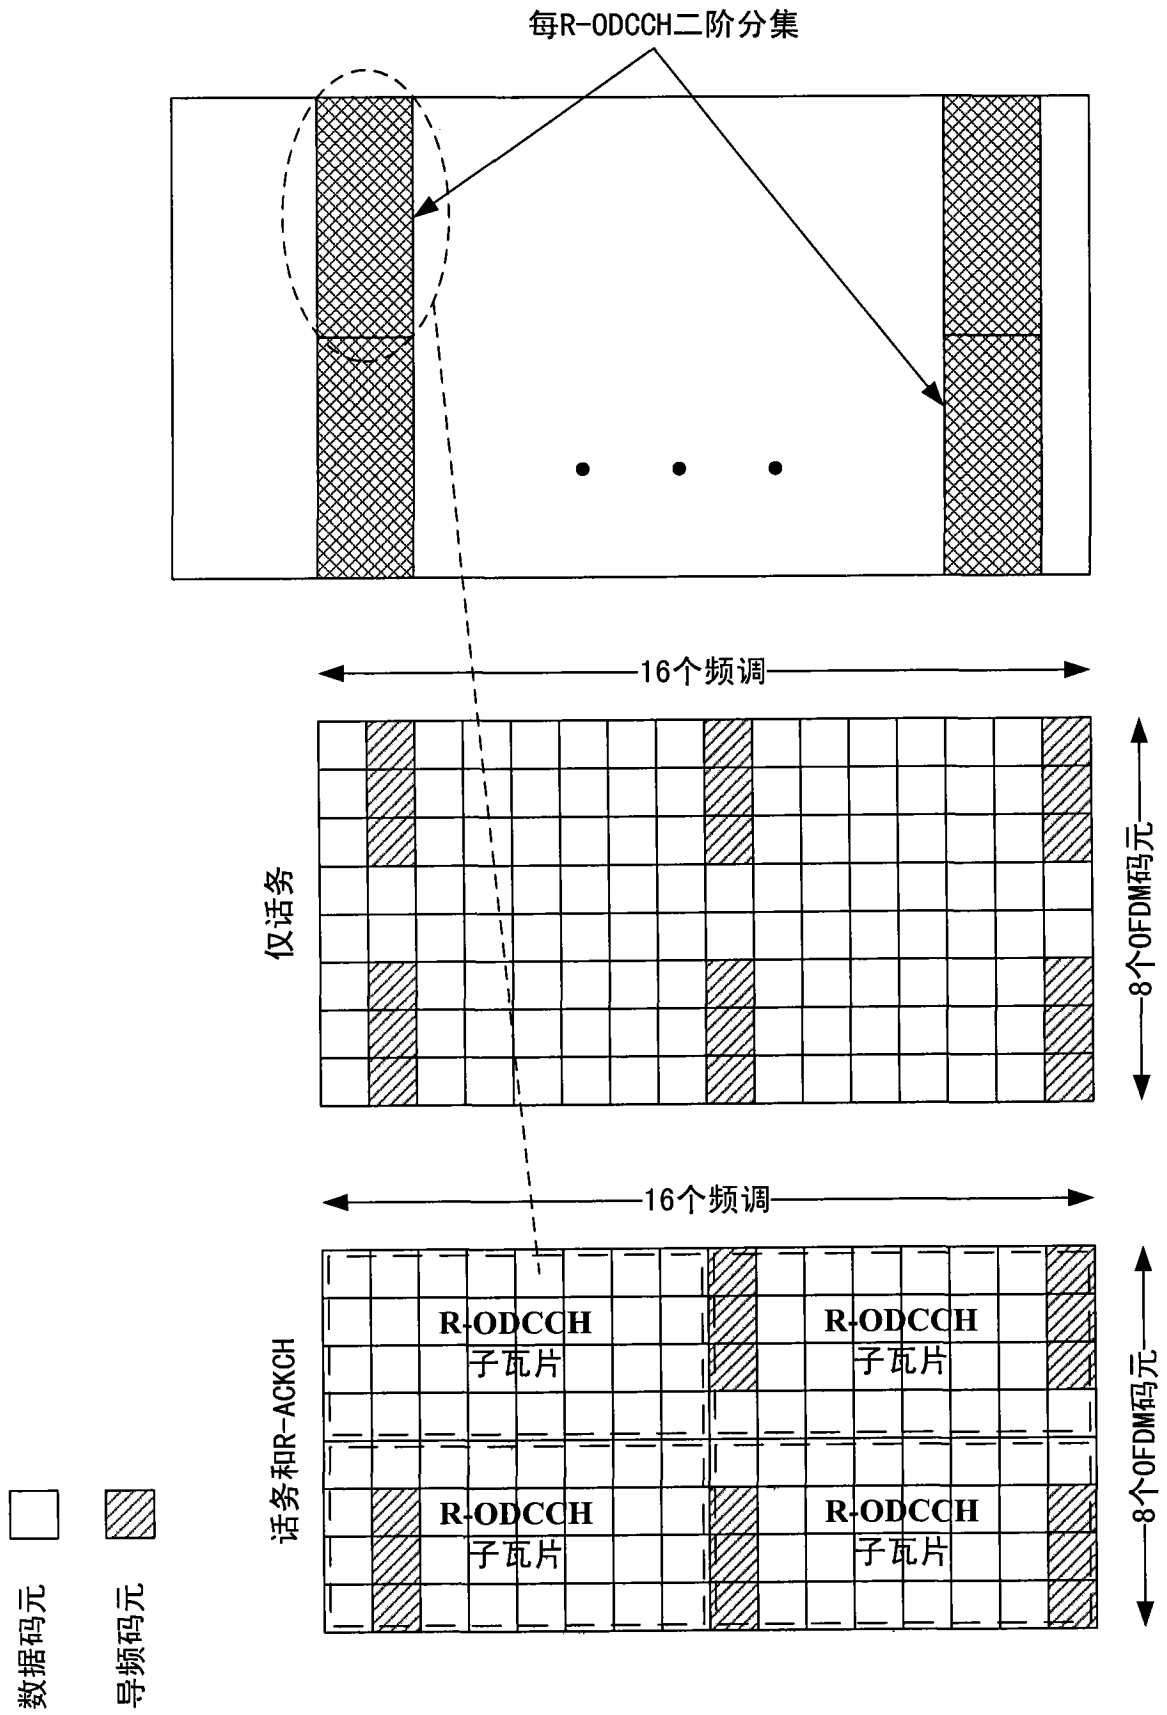 每R-ODCCH二阶分集
16个频调
仅话务
8个OFDM码元
16个频调
话务和R-ACKCH
R-ODCCH
子瓦片
R-ODCCH
子瓦片
R-ODCCH
子瓦片
R-ODCCH
子瓦片
8个OFDM码元
数据码元
导频码元